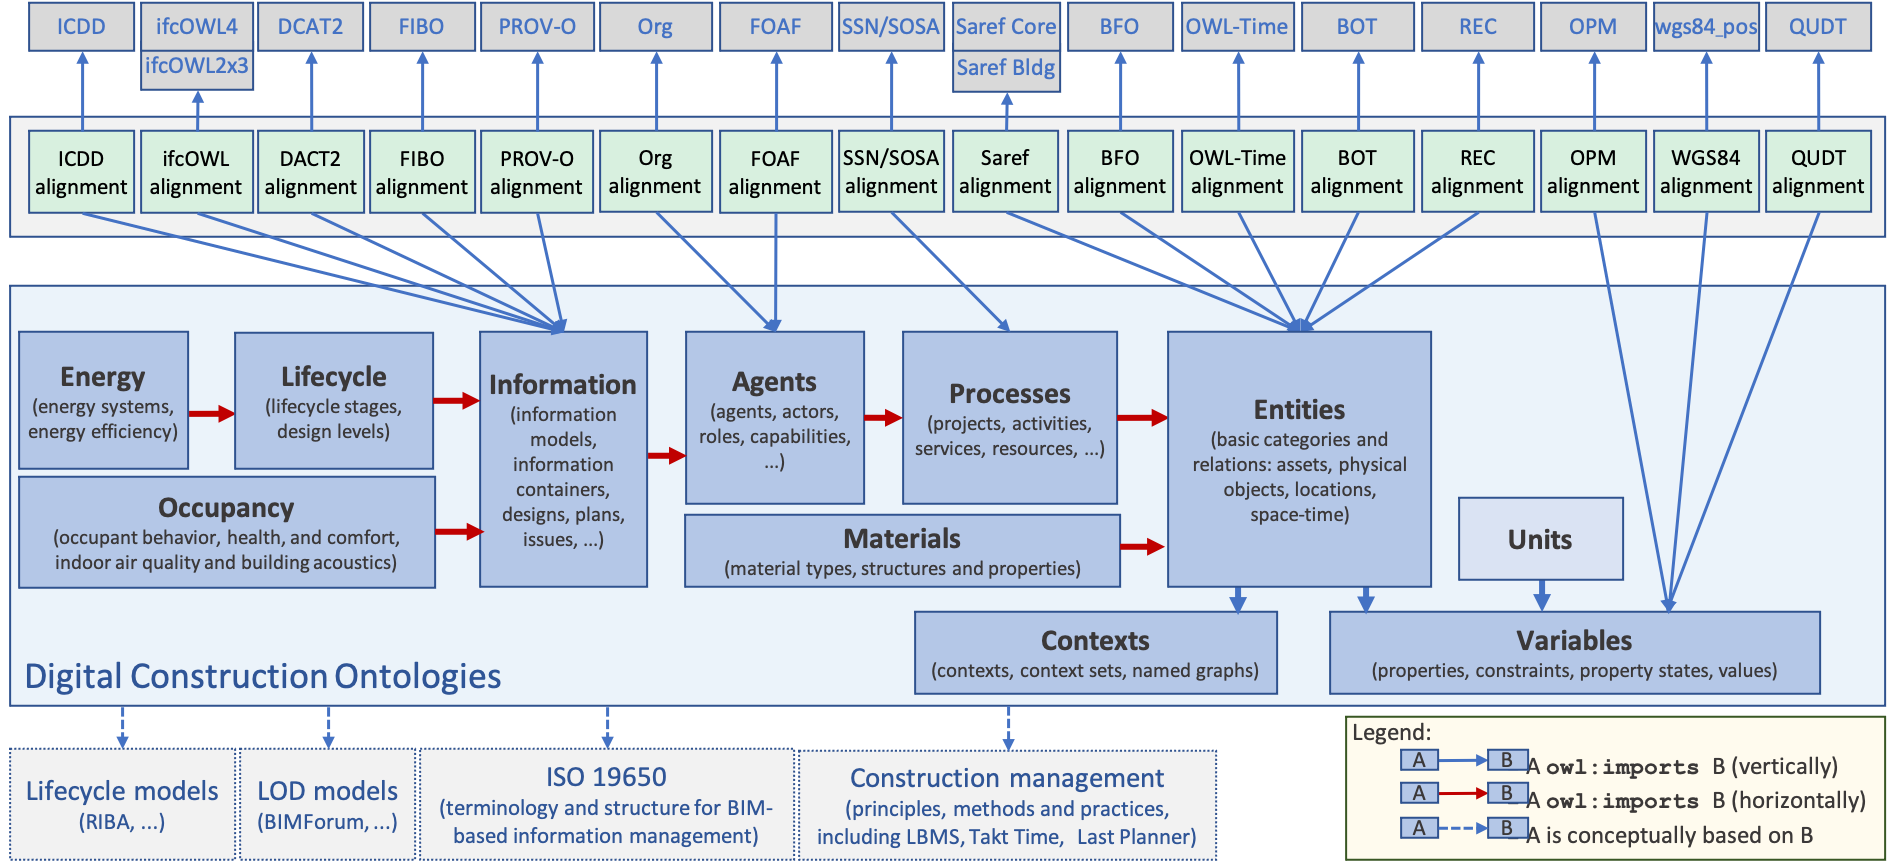 ICDD
ifcOWL4
DCAT2
FIBO
PROV-O
Org
FOAF
SSN/SOSA
Saref Core
BFO
OWL-Time
BOT
REC
OPM
wgs84_pos
QUDT
ifcOWL2x3
Saref Bldg
ICDD
alignment
ifcOWL
alignment
DACT2
alignment
FIBO
alignment
PROV-O
alignment
Org
alignment
FOAF
alignment
SSN/SOSA
alignment
Saref
alignment
BFO
alignment
OWL-Time
alignment
BOT
alignment
REC
alignment
OPM
alignment
WGS84
alignment
QUDT
alignment
Energy
(energy systems,
energy efficiency)
Lifecycle
(lifecycle stages,
design levels)
Information
(information
models,
information
containers,
designs, plans,
issues, ...)
Agents
(agents, actors,
roles, capabilities,
...)
Processes
(projects, activities,
services, resources, ...)
Entities
(basic categories and
relations: assets, physical
objects, locations,
space-time)
Occupancy
(occupant behavior, health, and comfort,
indoor air quality and building acoustics)
Materials
(material types, structures and properties)
Units
Contexts
(contexts, context sets, named graphs)
Variables
(properties, constraints, property states, values)
Digital Construction Ontologies
Lifecycle models
(RIBA, ...)
LOD models
(BIMForum, ...)
ISO 19650
(terminology and structure for BIM-
based information management)
Construction management
(principles, methods and practices,
including LBMS, Takt Time, Last Planner)
Legend:
A B A owl:imports B (vertically)
A B A owl:imports B (horizontally)
A B A is conceptually based on B